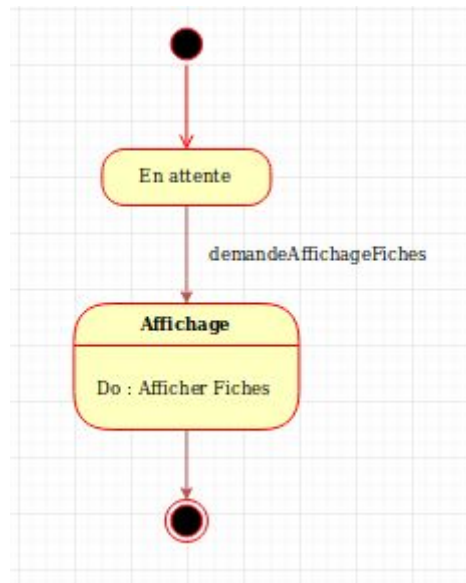 En attente
demandeAffichageFiches
Affichage
Do : Afficher Fiches